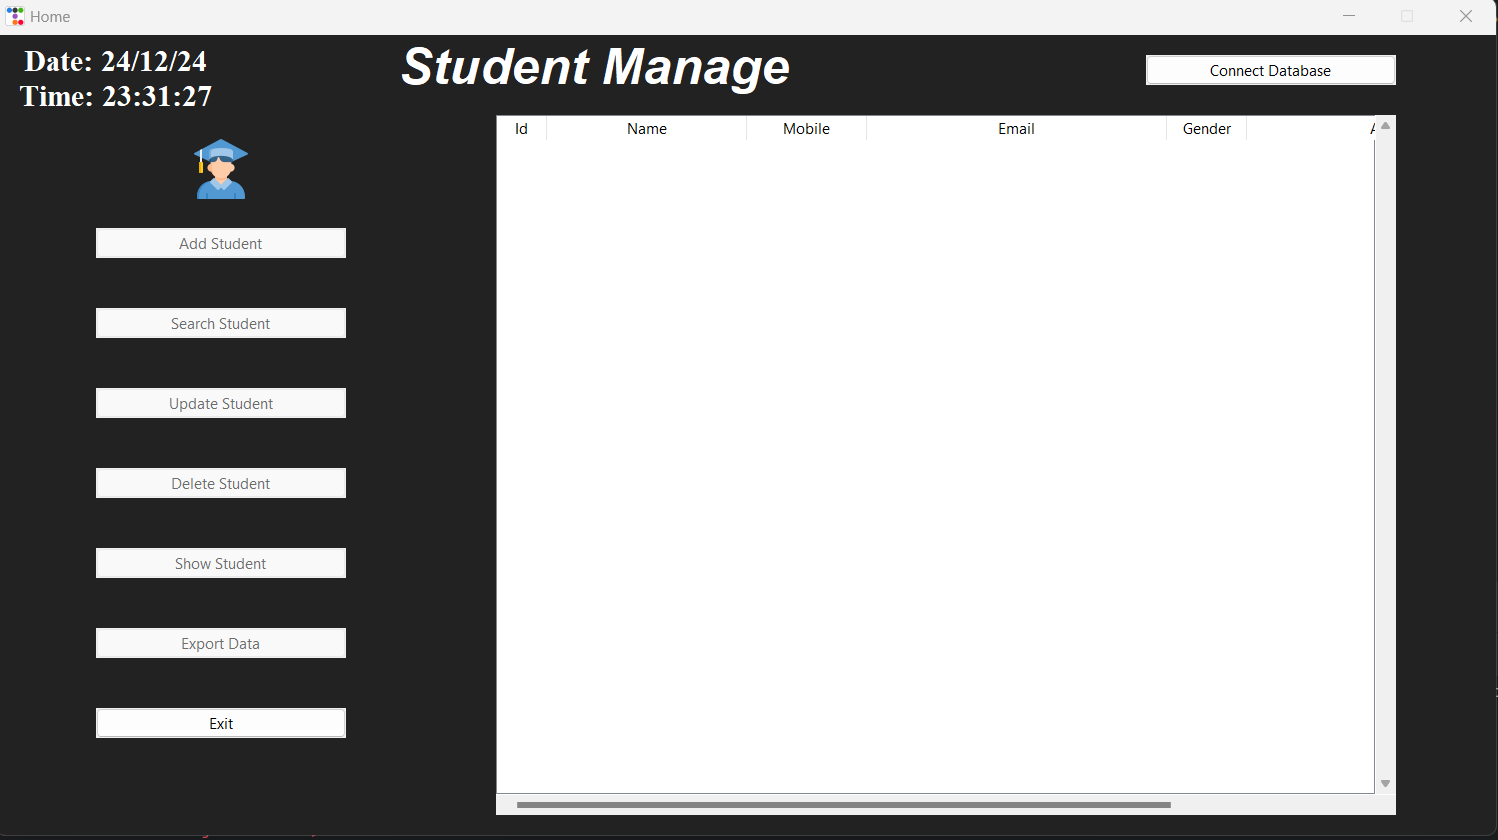 Home
Date: 24/12/24
Time: 23:31:27
Student Manage
Connect Database
Id Name Mobile Email Gender
Add Student
Search Student
Update Student
Delete Student
Show Student
Export Data
Exit